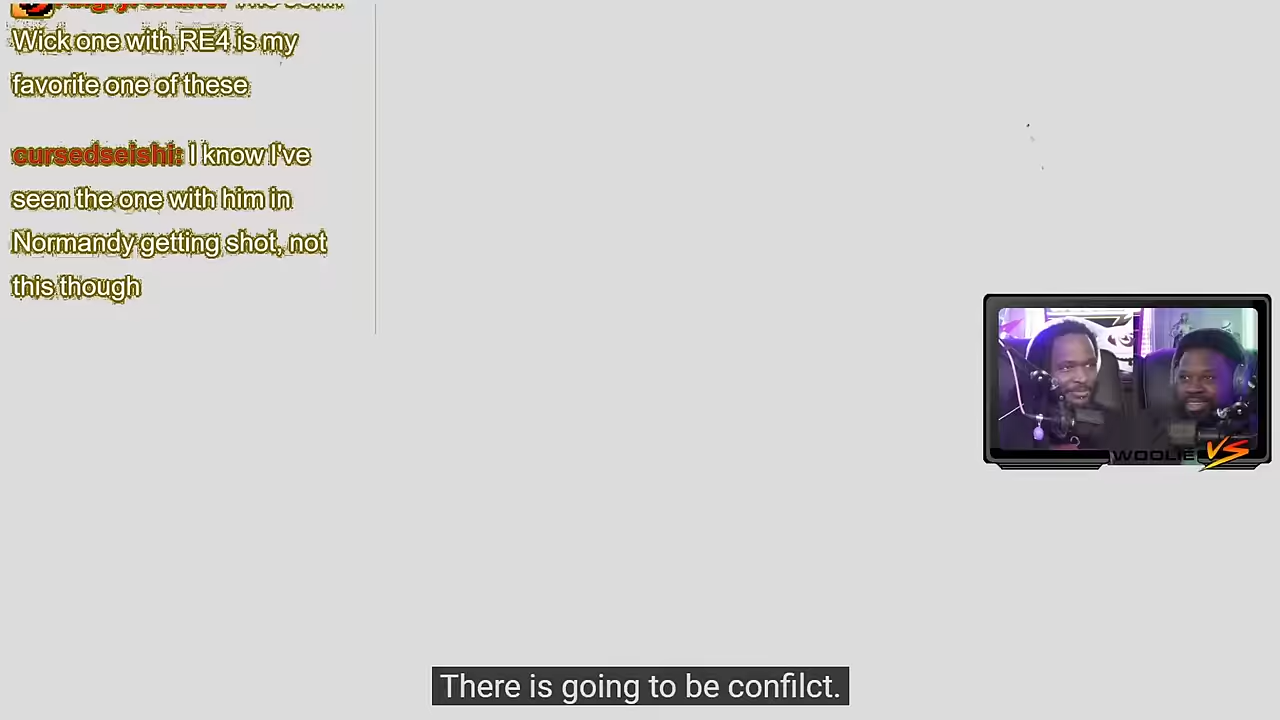 Wick one with RE4 is my
favorite one of these
cursedseishi: I know I've
seen the one with him in
Normandy getting shot, not
this though
WOOLIE VS
There is going to be confilct.